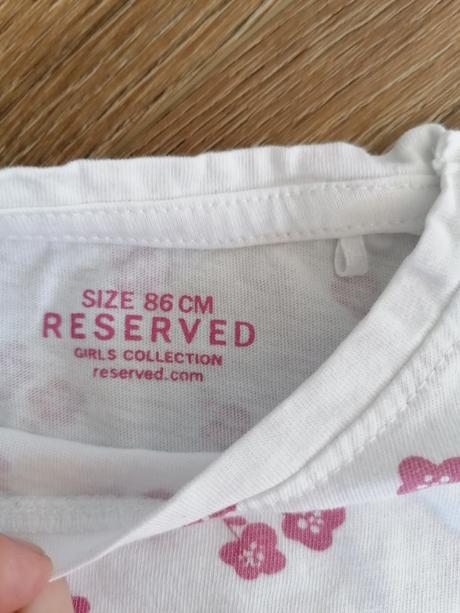 SIZE 86 CM
RESERVED
GIRLS COLLECTION
reserved.com